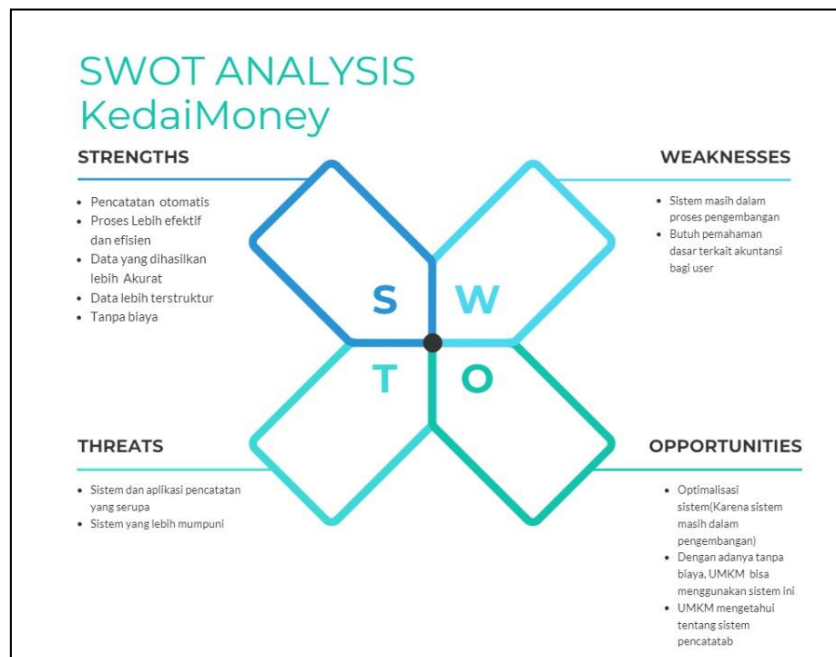 SWOT ANALYSIS
KedaiMoney
STRENGTHS
• Pencatatan otomatis
• Proses Lebih efektif
dan efisien
• Data yang dihasilkan
lebih Akurat
• Data lebih terstruktur
• Tanpa biaya
WEAKNESSES
• Sistem masih dalam
proses pengembangan
• Butuh pemahaman
dasar terkait akuntansi
bagi user
S W
T O
THREATS
• Sistem dan aplikasi pencatatan
yang serupa
• Sistem yang lebih mumpuni
OPPORTUNITIES
• Optimalisasi
sistem(Karena sistem
masih dalam
pengembangan)
• Dengan adanya tanpa
biaya, UMKM bisa
menggunakan sistem ini
• UMKM mengetahui
tentang sistem
pencatatab